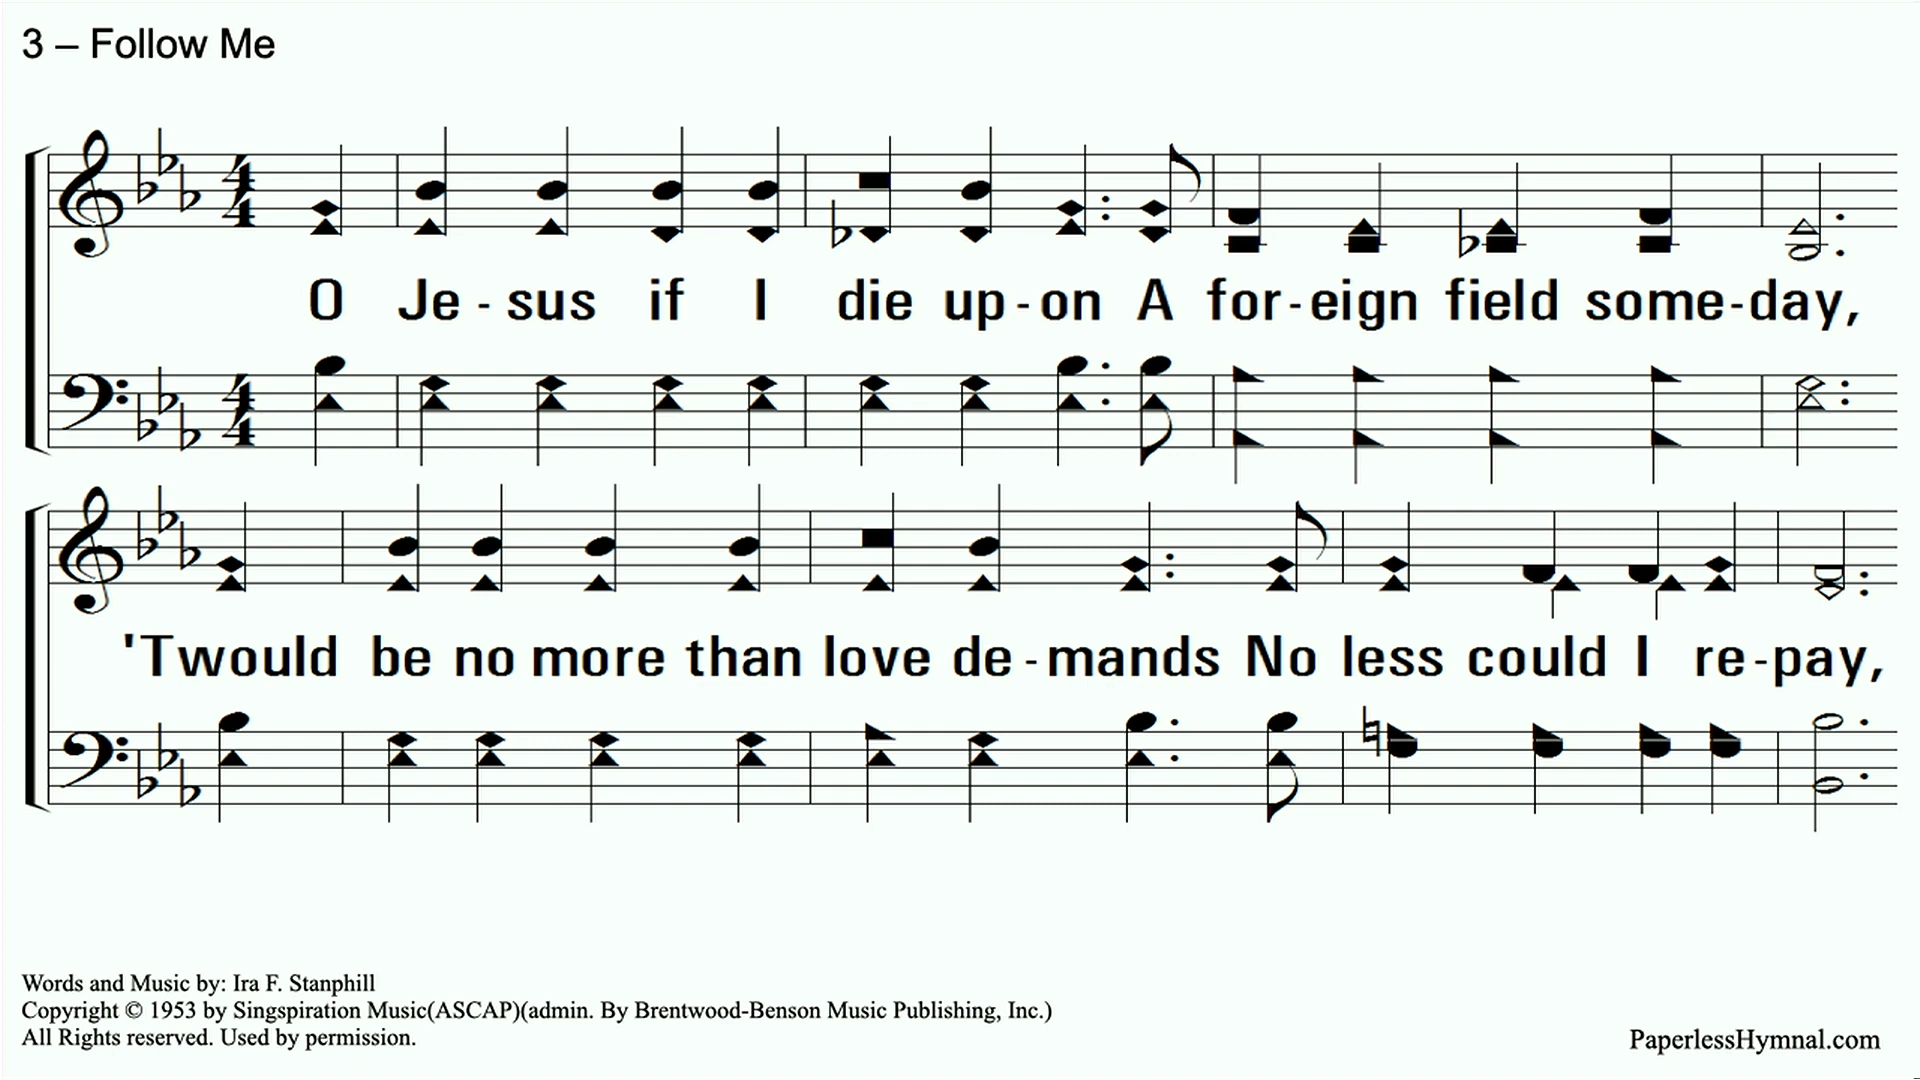 3 – Follow Me
O Je - sus if I die up - on A for - eign field some - day,
'Twould be no more than love de - mands No less could I re - pay,
Words and Music by: Ira F. Stanphill
Copyright © 1953 by Singspiration Music(ASCAP)(admin. By Brentwood-Benson Music Publishing, Inc.)
All Rights reserved. Used by permission.
PaperlessHymnal.com